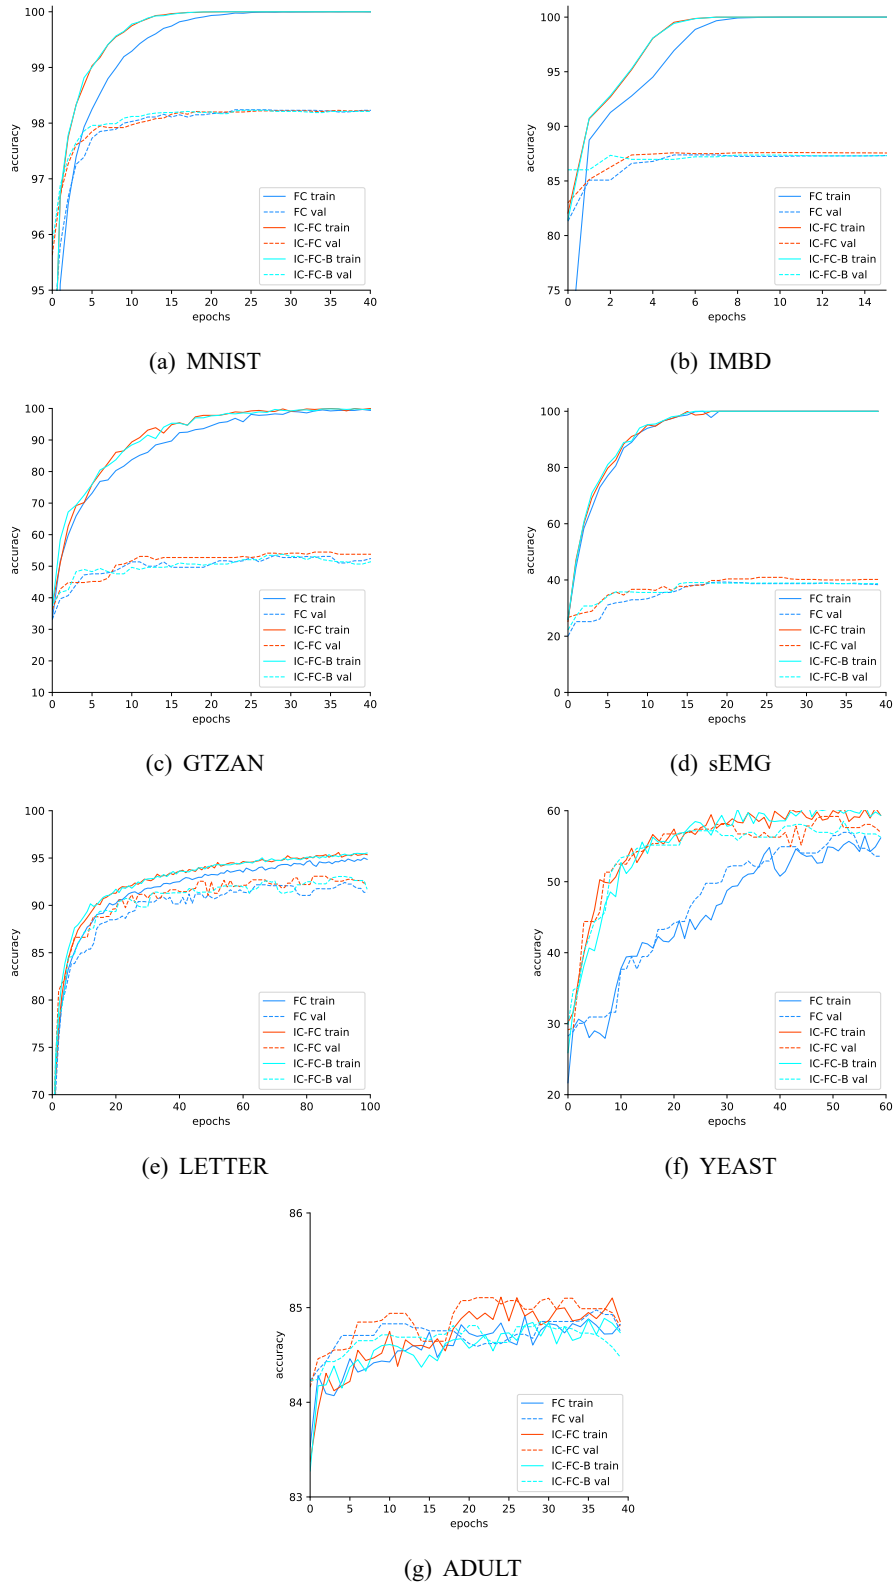 100
99
98
97
96
95
accuracy
FC train
FC val
IC-FC train
IC-FC val
IC-FC-B train
IC-FC-B val
0 5 10 15 20 25 30 35 40
epochs
(a) MNIST
100
95
90
85
80
75
accuracy
FC train
FC val
IC-FC train
IC-FC val
IC-FC-B train
IC-FC-B val
0 2 4 6 8 10 12 14
epochs
(b) IMBD
100
90
80
70
60
50
40
30
20
10
accuracy
FC train
FC val
IC-FC train
IC-FC val
IC-FC-B train
IC-FC-B val
0 5 10 15 20 25 30 35 40
epochs
(c) GTZAN
100
80
60
40
20
0
accuracy
FC train
FC val
IC-FC train
IC-FC val
IC-FC-B train
IC-FC-B val
0 5 10 15 20 25 30 35 40
epochs
(d) sEMG
100
95
90
85
80
75
70
accuracy
FC train
FC val
IC-FC train
IC-FC val
IC-FC-B train
IC-FC-B val
0 20 40 60 80 100
epochs
(e) LETTER
60
50
40
30
20
accuracy
FC train
FC val
IC-FC train
IC-FC val
IC-FC-B train
IC-FC-B val
0 10 20 30 40 50 60
epochs
(f) YEAST
86
85
84
83
accuracy
FC train
FC val
IC-FC train
IC-FC val
IC-FC-B train
IC-FC-B val
0 5 10 15 20 25 30 35 40
epochs
(g) ADULT